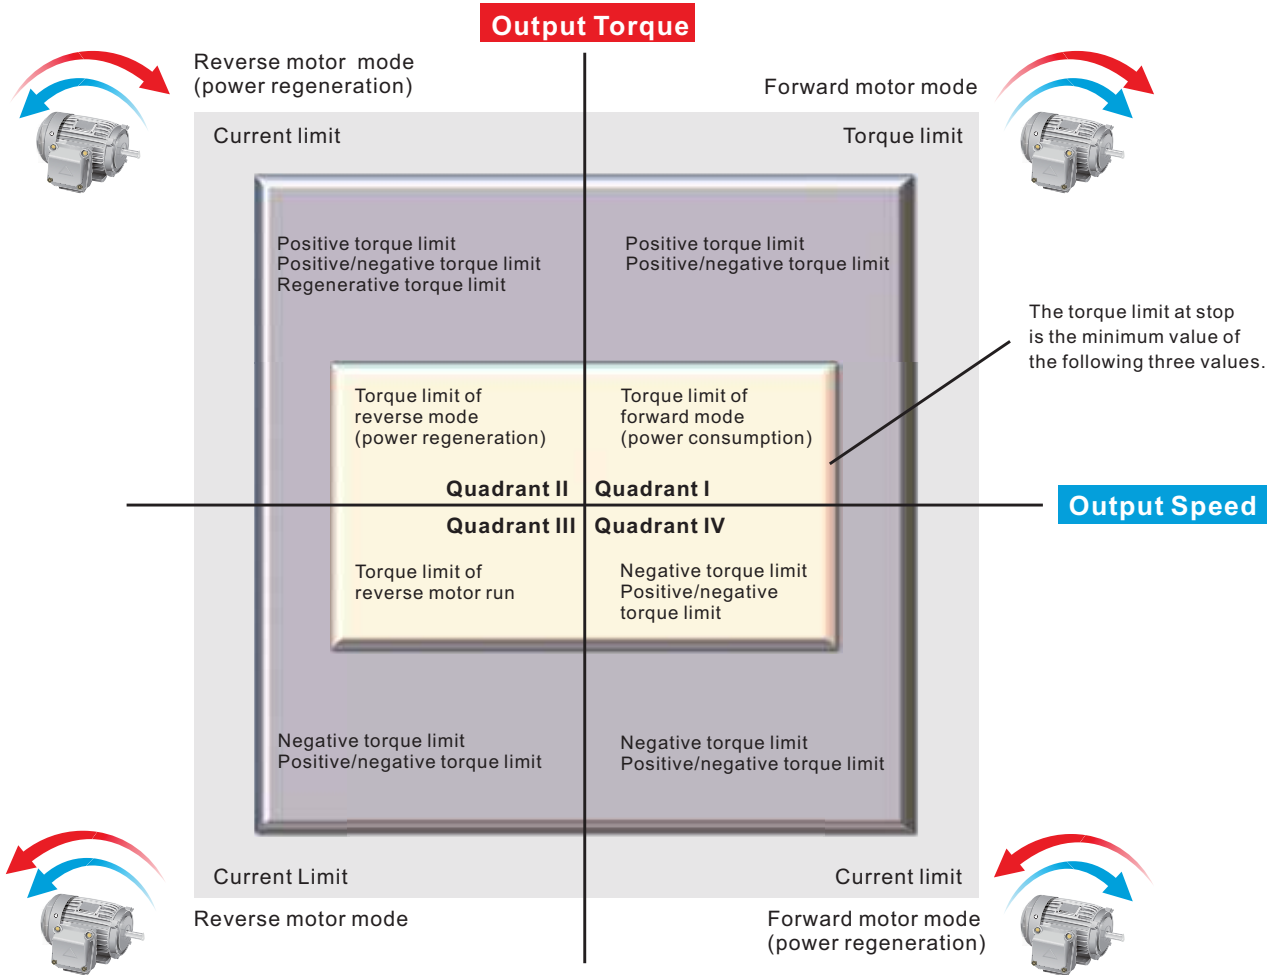 Output Torque
Reverse motor mode
(power regeneration)
Forward motor mode
Current limit
Torque limit
Positive torque limit
Positive/negative torque limit
Regenerative torque limit
Positive torque limit
Positive/negative torque limit
The torque limit at stop
is the minimum value of
the following three values.
Torque limit of
reverse mode
(power regeneration)
Torque limit of
forward mode
(power consumption)
Quadrant II
Quadrant I
Output Speed
Quadrant III
Quadrant IV
Torque limit of
reverse motor run
Negative torque limit
Positive/negative
torque limit
Negative torque limit
Positive/negative torque limit
Negative torque limit
Positive/negative torque limit
Current Limit
Current limit
Reverse motor mode
Forward motor mode
(power regeneration)